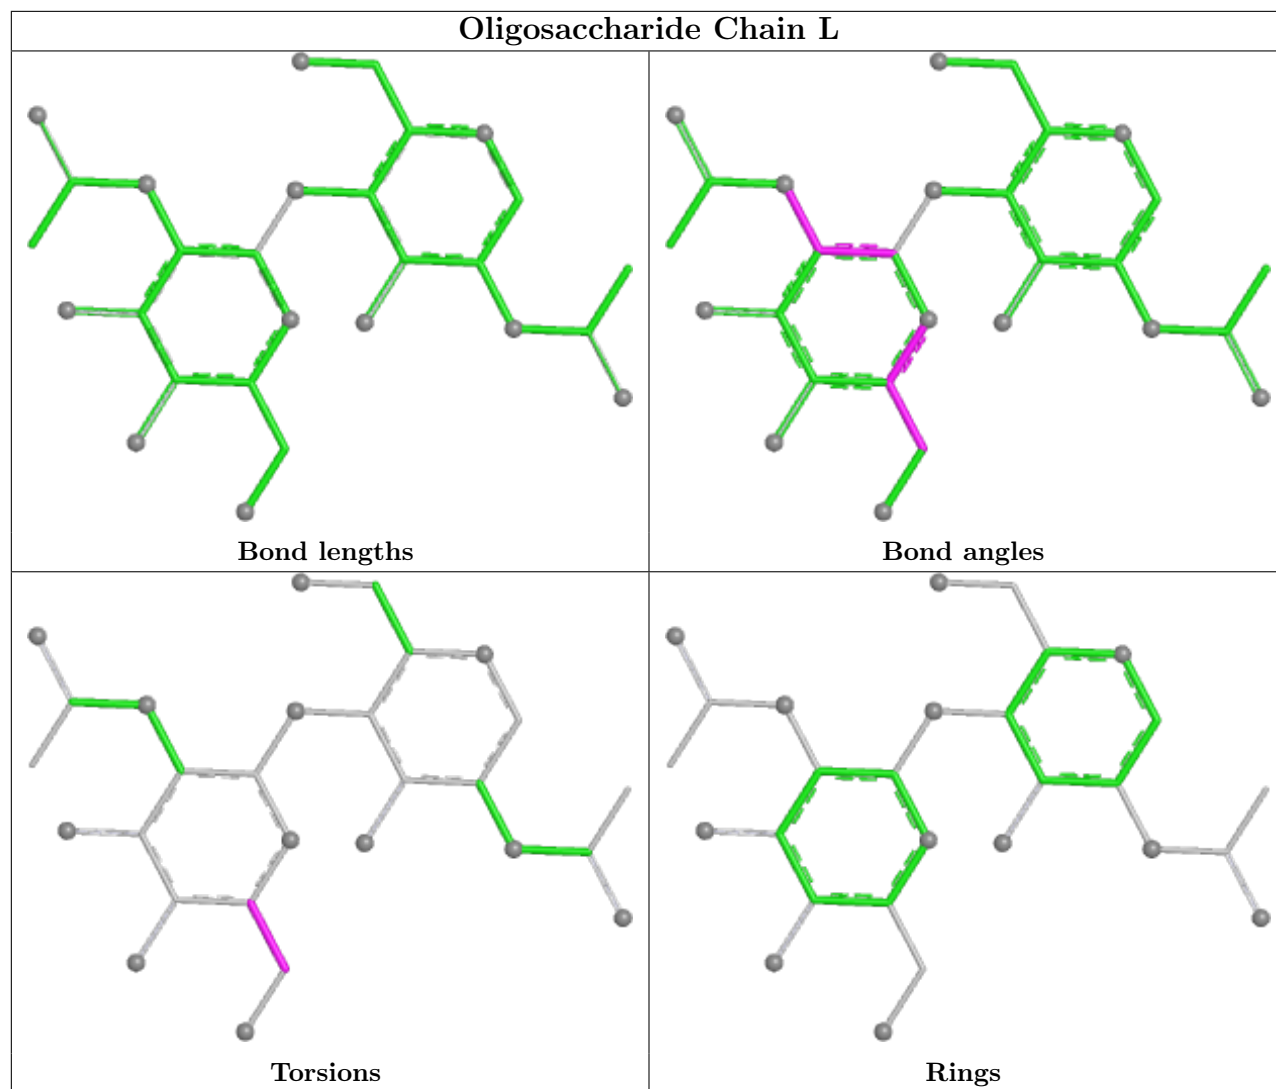 Oligosaccharide Chain L
Bond lengths
Bond angles
Torsions
Rings